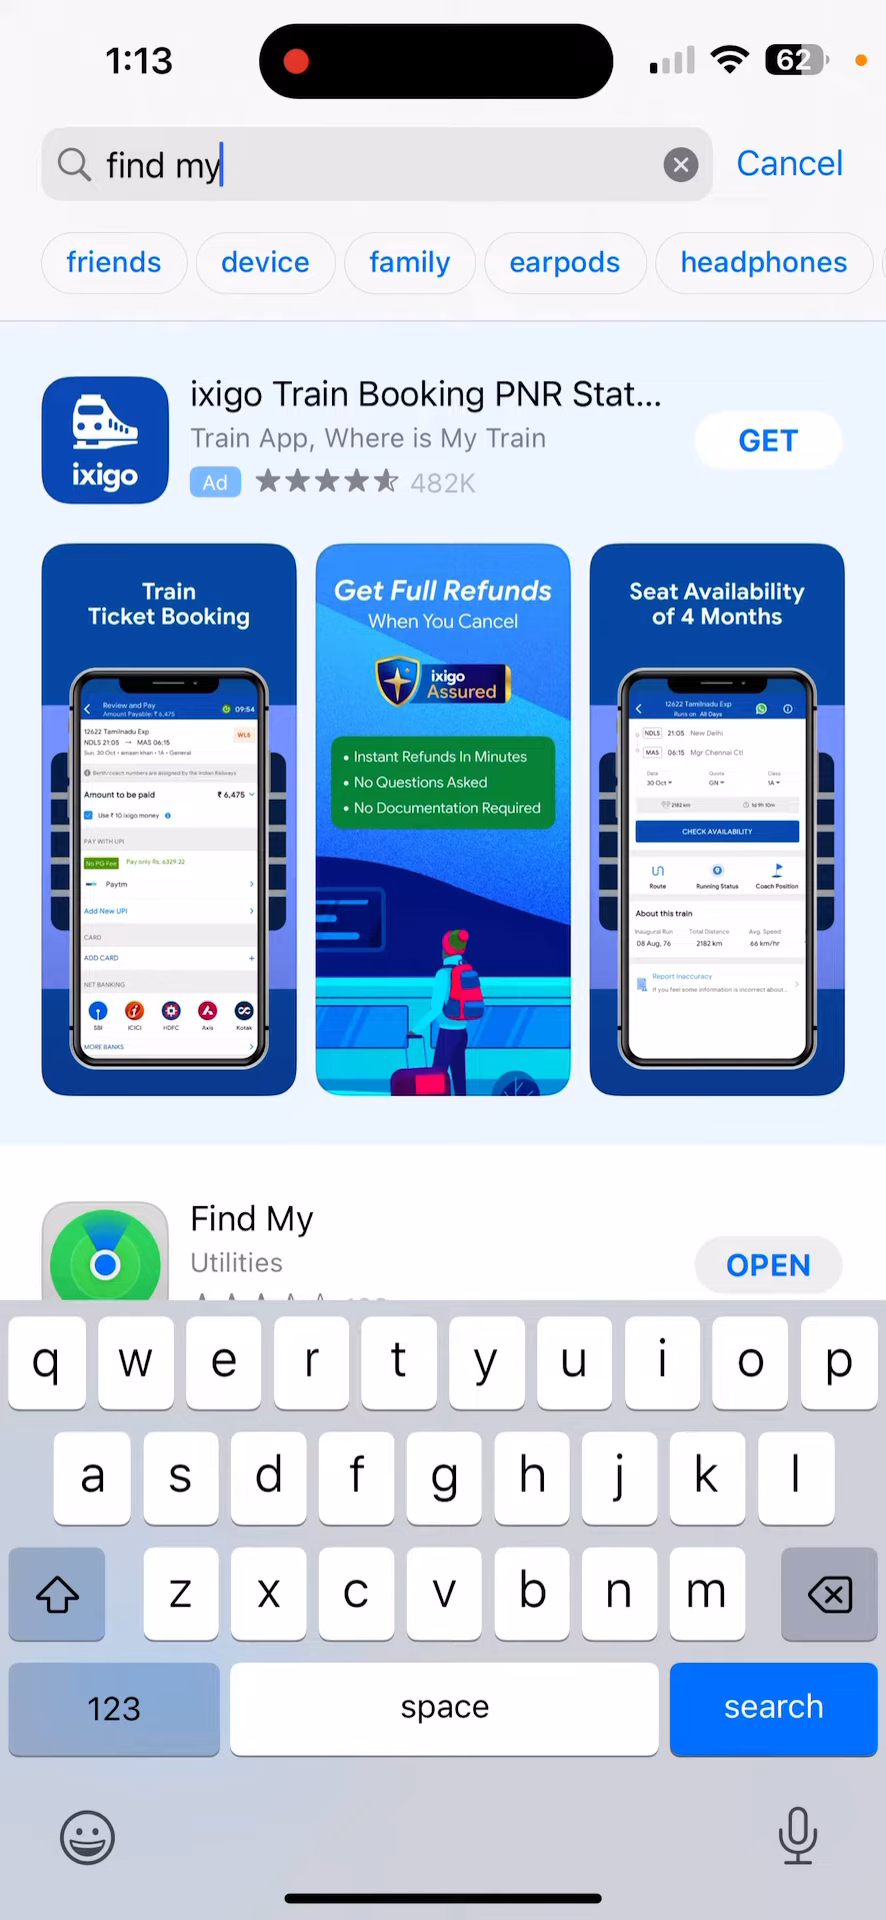 1:13
62
find my
Cancel
friends
device
family
earpods
headphones
ixigo Train Booking PNR Stat...
Train App, Where is My Train
Ad
482K
GET
ixigo
Train
Ticket Booking
Review and Pay
Amount Payable: ₹ 6,475
09:54
12622 Tamilnadu Exp
WL6
NDLS 21:05 → MAS 06:15
Sun, 30 Oct • amaan khan • 1A • General
Berth/coach numbers are assigned by the Indian Railways
Amount to be paid
₹ 6,475
Use ₹ 10 ixigo money
PAY WITH UPI
No PG Fee
Pay only Rs. 6329.22
Paytm
Add New UPI
CARD
ADD CARD
NET BANKING
SBI
ICICI
HDFC
Axis
Kotak
MORE BANKS
Get Full Refunds
When You Cancel
ixigo
Assured
• Instant Refunds In Minutes
• No Questions Asked
• No Documentation Required
Seat Availability
of 4 Months
12622 Tamilnadu Exp
Runs on All Days
NDLS 21:05 New Delhi
MAS 06:15 Mgr Chennai Ctl
Date
Quota
Class
30 Oct
GN
1A
2182 km
1d 9h 10m
CHECK AVAILABILITY
Route
Running Status
Coach Position
About this train
Inaugural Run
Total Distance
Avg. Speed
08 Aug, 76
2182 km
66 km/hr
Report Inaccuracy
If you feel some information is incorrect about...
Find My
Utilities
OPEN
q w e r t y u i o p
a s d f g h j k l
z x c v b n m
123
space
search